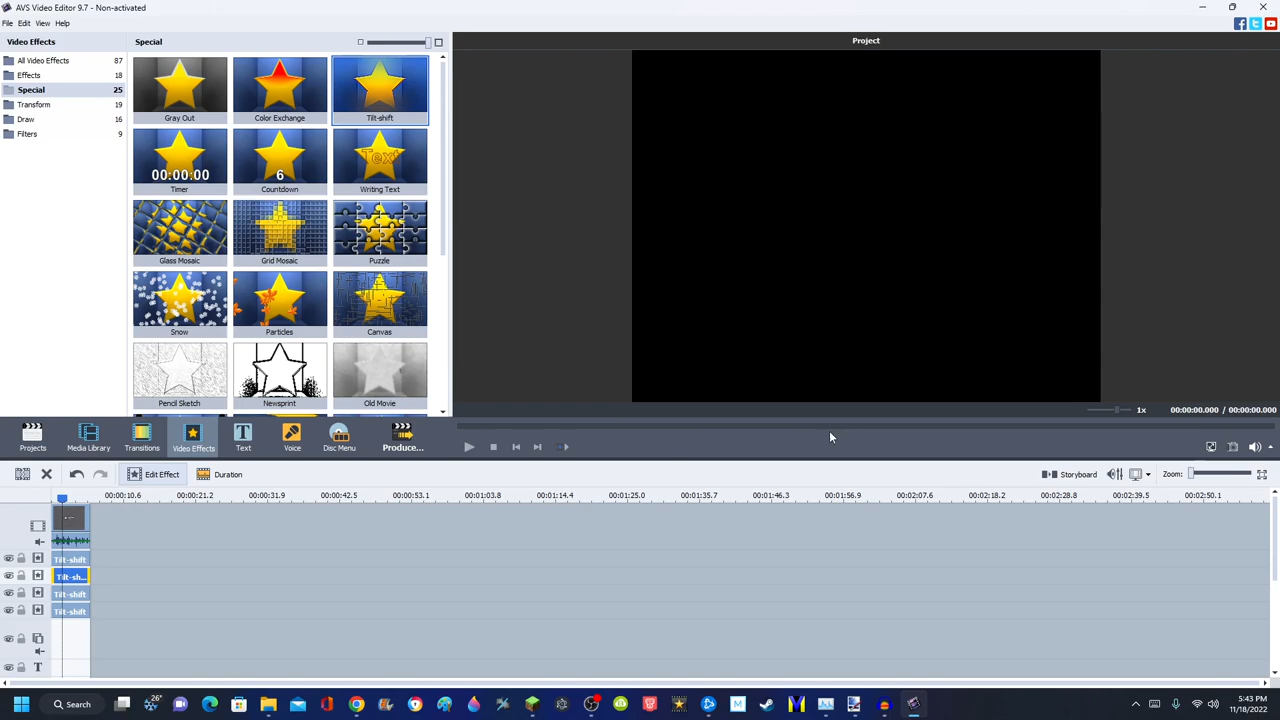 AVS Video Editor 9.7 - Non-activated
File Edit View Help
Video Effects
Special
Project
All Video Effects 87
Effects 18
Special 25
Transform 19
Draw 16
Filters 9
Gray Out
Color Exchange
Tilt-shift
00:00:00
6
Text
Timer
Countdown
Writing Text
Glass Mosaic
Grid Mosaic
Puzzle
Snow
Particles
Canvas
Pencil Sketch
Newsprint
Old Movie
1x 00:00:00.000 / 00:00:00.000
Projects
Media Library
Transitions
Video Effects
Text
Voice
Disc Menu
Produce...
Edit Effect
Duration
Storyboard
Zoom:
00:00:10.6 00:00:21.2 00:00:31.9 00:00:42.5 00:00:53.1 00:01:03.8 00:01:14.4 00:01:25.0 00:01:35.7 00:01:46.3 00:01:56.9 00:02:07.6 00:02:18.2 00:02:28.8 00:02:39.5 00:02:50.1
Tilt-shift
Tilt-sh...
Tilt-shift
Tilt-shift
T
Search
26°
5:43 PM
11/18/2022